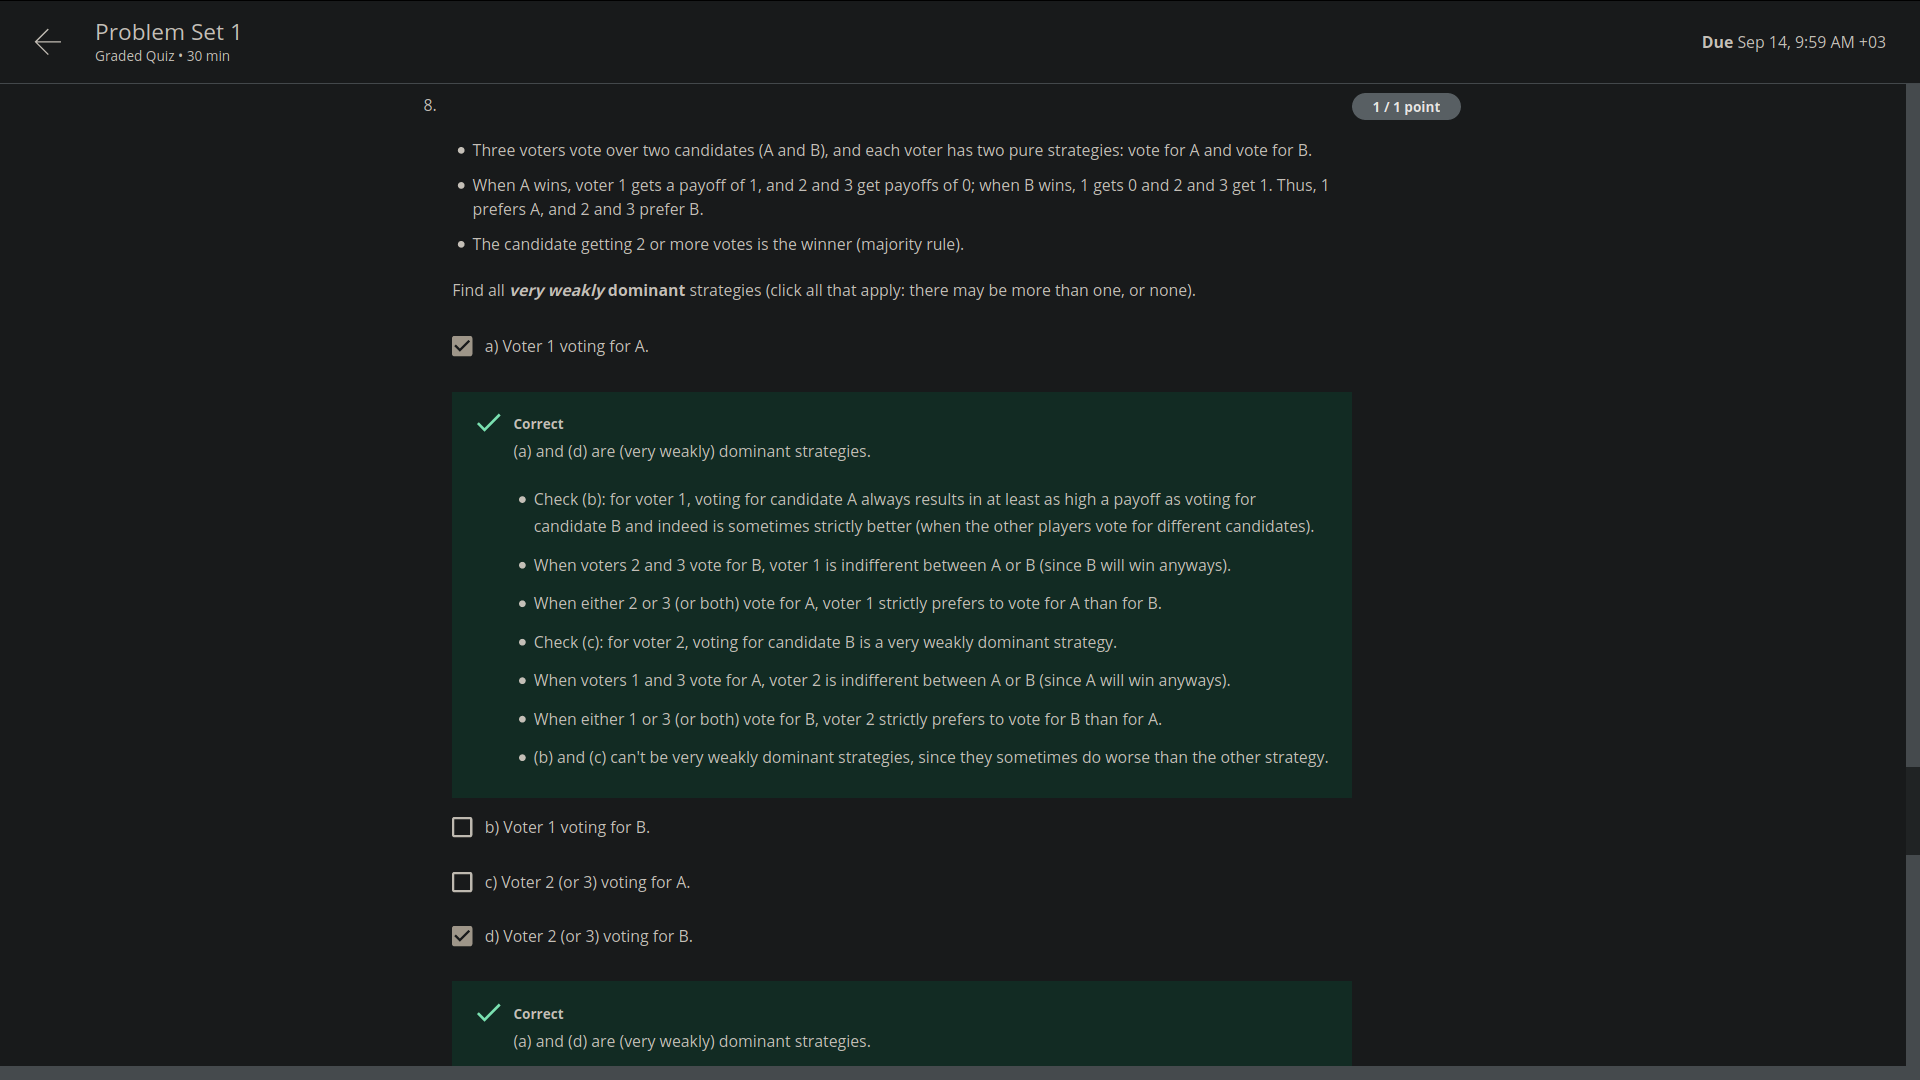 Problem Set 1
Graded Quiz • 30 min
Due Sep 14, 9:59 AM +03
8.
1 / 1 point
• Three voters vote over two candidates (A and B), and each voter has two pure strategies: vote for A and vote for B.
• When A wins, voter 1 gets a payoff of 1, and 2 and 3 get payoffs of 0; when B wins, 1 gets 0 and 2 and 3 get 1. Thus, 1
prefers A, and 2 and 3 prefer B.
• The candidate getting 2 or more votes is the winner (majority rule).
Find all very weakly dominant strategies (click all that apply: there may be more than one, or none).
a) Voter 1 voting for A.
Correct
(a) and (d) are (very weakly) dominant strategies.
• Check (b): for voter 1, voting for candidate A always results in at least as high a payoff as voting for
candidate B and indeed is sometimes strictly better (when the other players vote for different candidates).
• When voters 2 and 3 vote for B, voter 1 is indifferent between A or B (since B will win anyways).
• When either 2 or 3 (or both) vote for A, voter 1 strictly prefers to vote for A than for B.
• Check (c): for voter 2, voting for candidate B is a very weakly dominant strategy.
• When voters 1 and 3 vote for A, voter 2 is indifferent between A or B (since A will win anyways).
• When either 1 or 3 (or both) vote for B, voter 2 strictly prefers to vote for B than for A.
• (b) and (c) can't be very weakly dominant strategies, since they sometimes do worse than the other strategy.
b) Voter 1 voting for B.
c) Voter 2 (or 3) voting for A.
d) Voter 2 (or 3) voting for B.
Correct
(a) and (d) are (very weakly) dominant strategies.